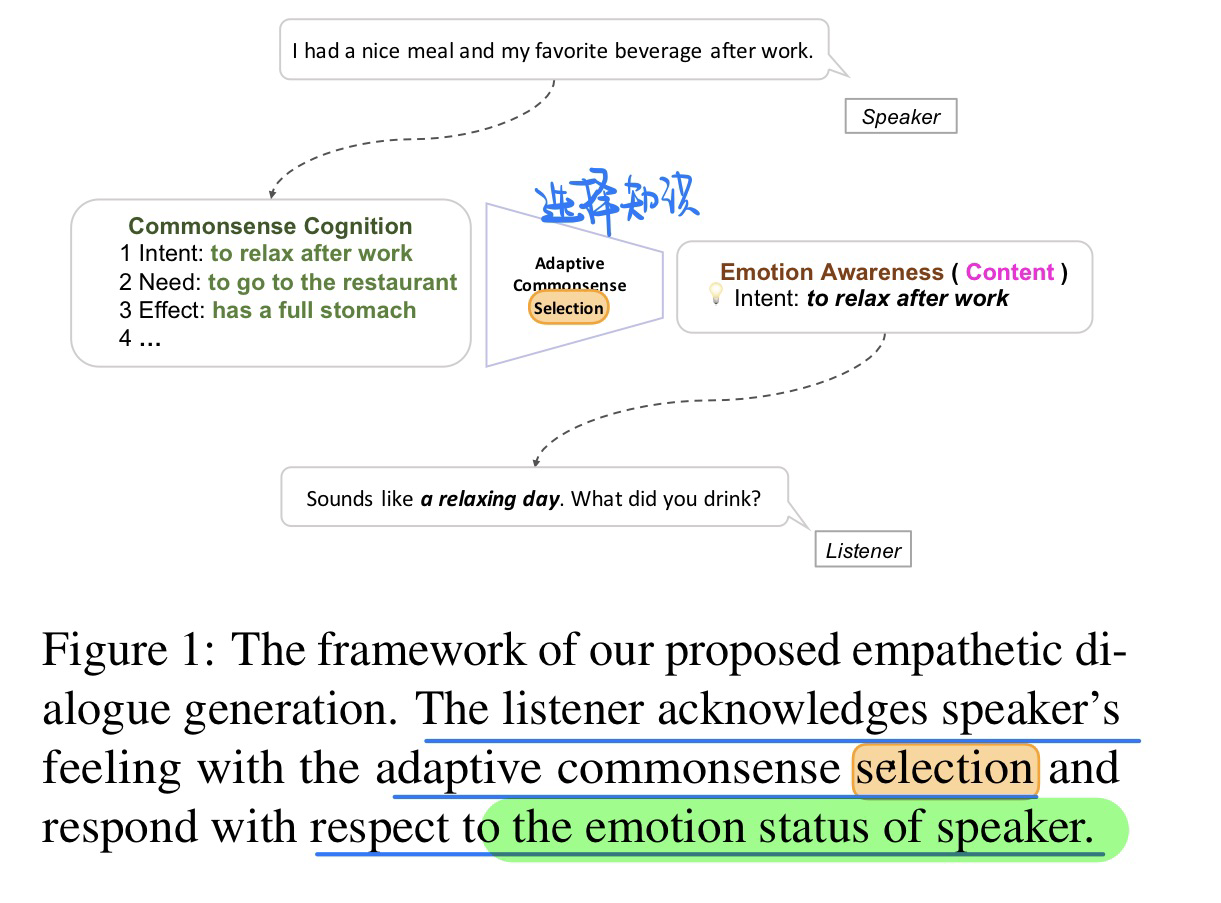 I had a nice meal and my favorite beverage after work.
Speaker
选择知识
Commonsense Cognition
1 Intent: to relax after work
2 Need: to go to the restaurant
3 Effect: has a full stomach
4 ...
Adaptive
Commonsense
Selection
Emotion Awareness ( Content )
Intent: to relax after work
Sounds like a relaxing day. What did you drink?
Listener
Figure 1: The framework of our proposed empathetic di-
alogue generation. The listener acknowledges speaker's
feeling with the adaptive commonsense selection and
respond with respect to the emotion status of speaker.